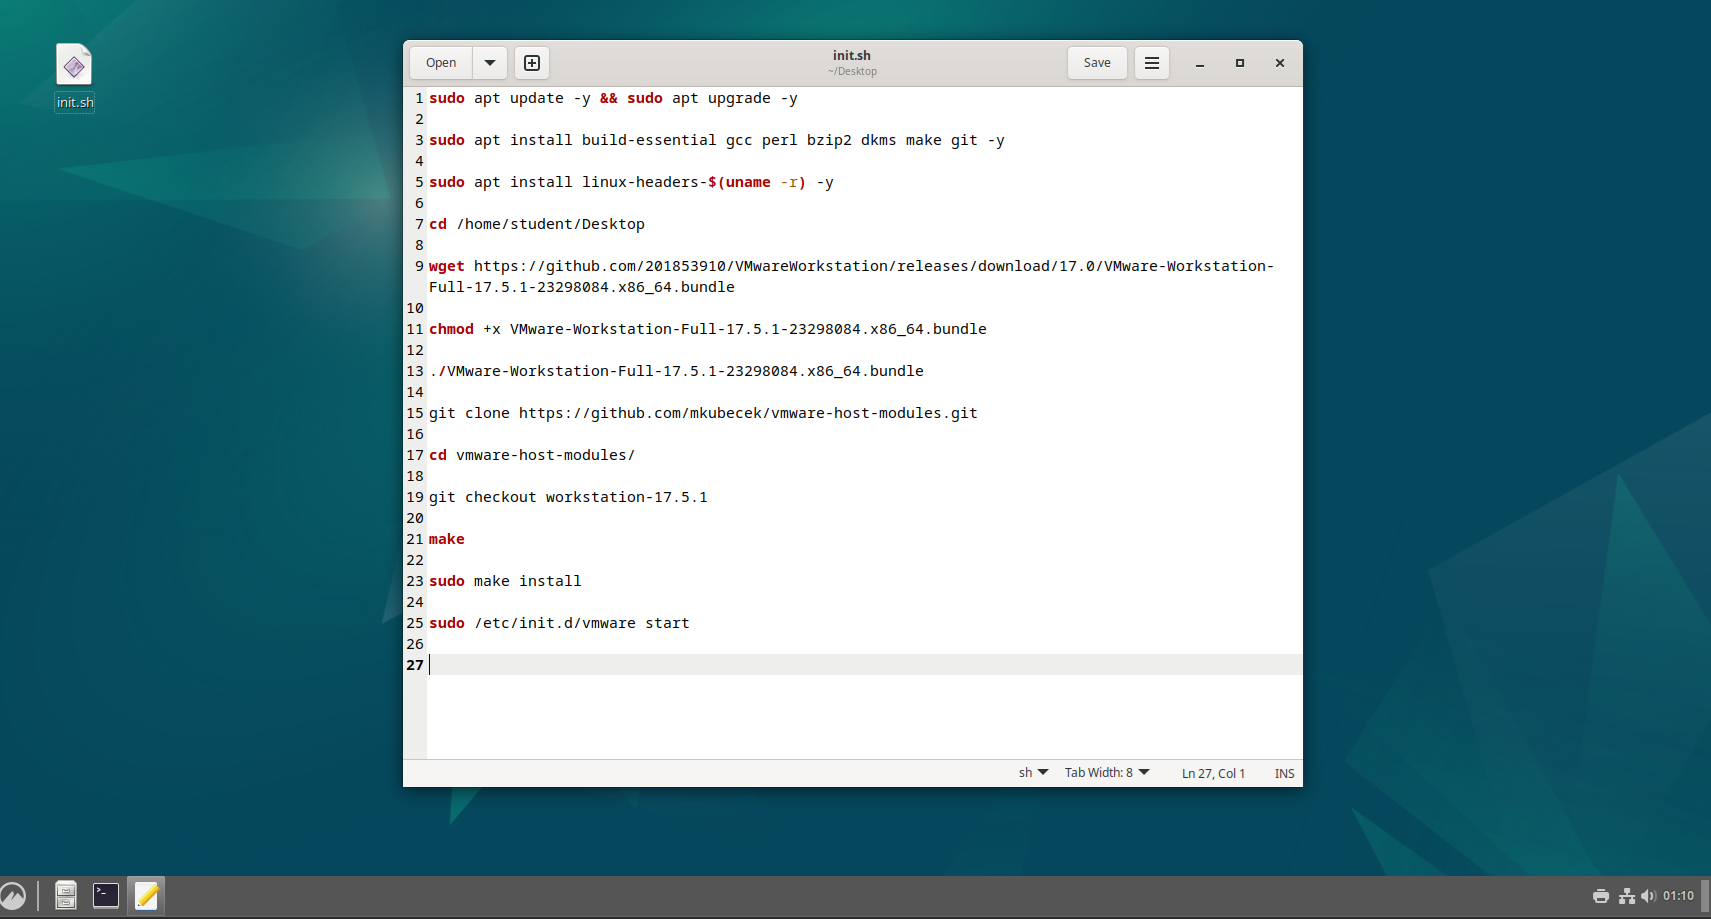 init.sh
Open
init.sh
~/Desktop
Save
1 sudo apt update -y && sudo apt upgrade -y
2
3 sudo apt install build-essential gcc perl bzip2 dkms make git -y
4
5 sudo apt install linux-headers-$(uname -r) -y
6
7 cd /home/student/Desktop
8
9 wget https://github.com/201853910/VMwareWorkstation/releases/download/17.0/VMware-Workstation-
Full-17.5.1-23298084.x86_64.bundle
10
11 chmod +x VMware-Workstation-Full-17.5.1-23298084.x86_64.bundle
12
13 ./VMware-Workstation-Full-17.5.1-23298084.x86_64.bundle
14
15 git clone https://github.com/mkubecek/vmware-host-modules.git
16
17 cd vmware-host-modules/
18
19 git checkout workstation-17.5.1
20
21 make
22
23 sudo make install
24
25 sudo /etc/init.d/vmware start
26
27
sh Tab Width: 8 Ln 27, Col 1 INS
01:10